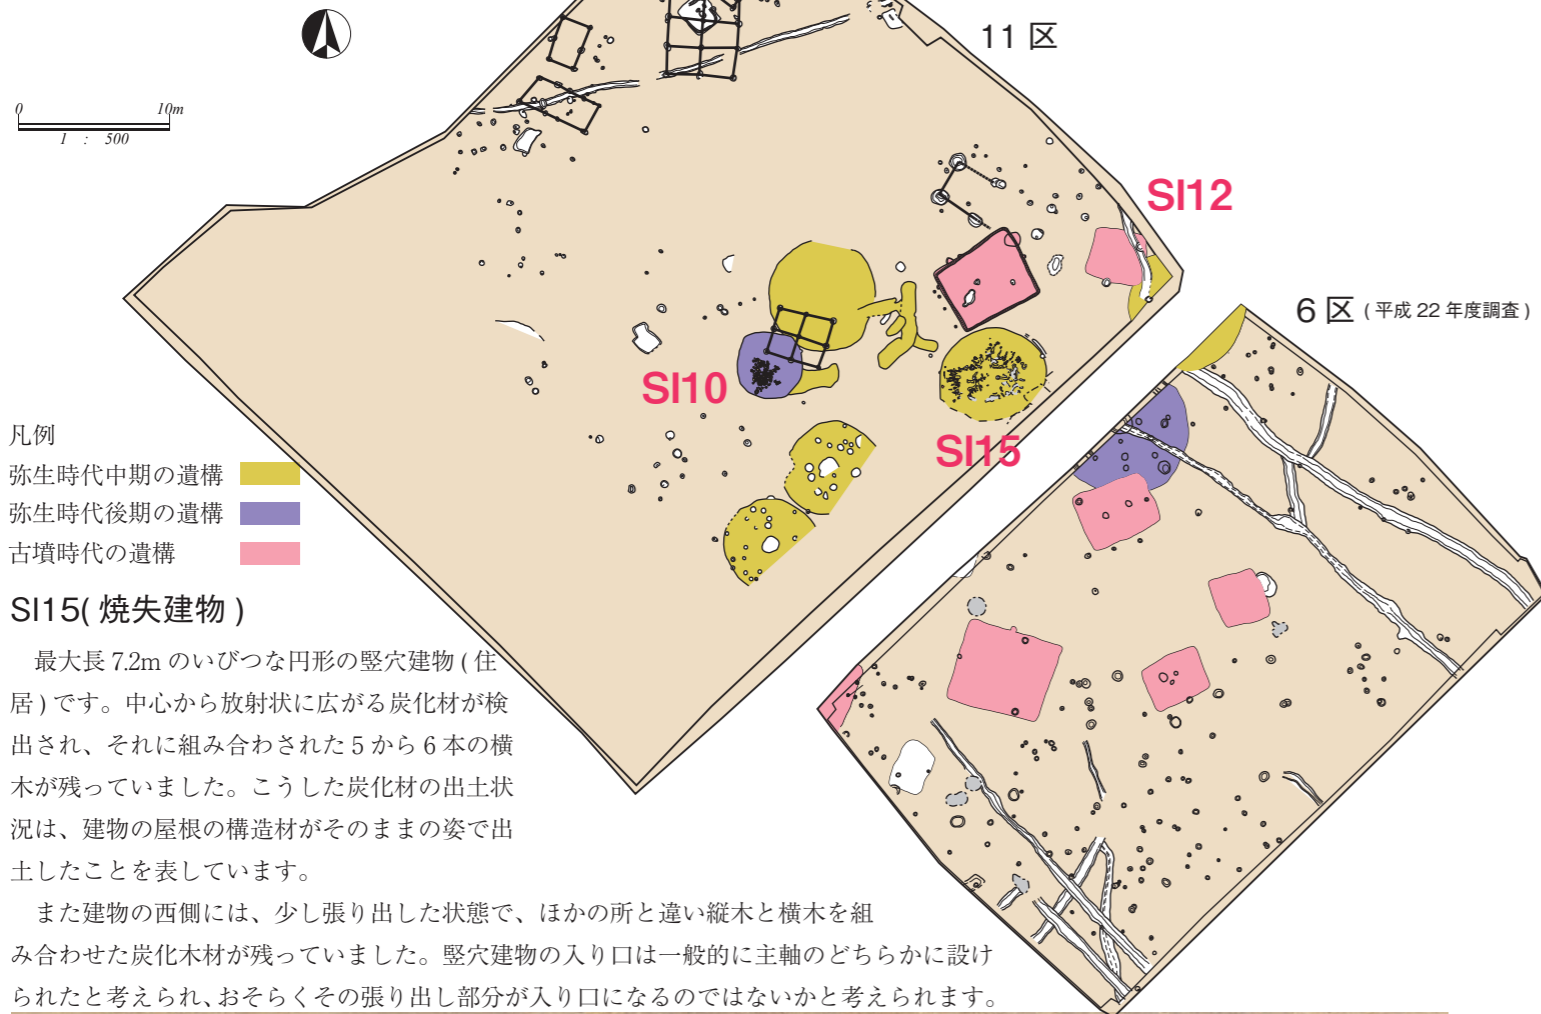 11 区
0 10m
1 : 500
SI12
6 区 ( 平成 22 年度調査 )
SI10
SI15
凡例
弥生時代中期の遺構
弥生時代後期の遺構
古墳時代の遺構
SI15( 焼失建物 )
最大長 7.2m のいびつな円形の竪穴建物 ( 住
居 ) です。中心から放射状に広がる炭化材が検
出され、それに組み合わされた 5 から 6 本の横
木が残っていました。こうした炭化材の出土状
況は、建物の屋根の構造材がそのままの姿で出
土したことを表しています。
また建物の西側には、少し張り出した状態で、ほかの所と違い縦木と横木を組
み合わせた炭化木材が残っていました。竪穴建物の入り口は一般的に主軸のどちらかに設け
られたと考えられ、おそらくその張り出し部分が入り口になるのではないかと考えられます。